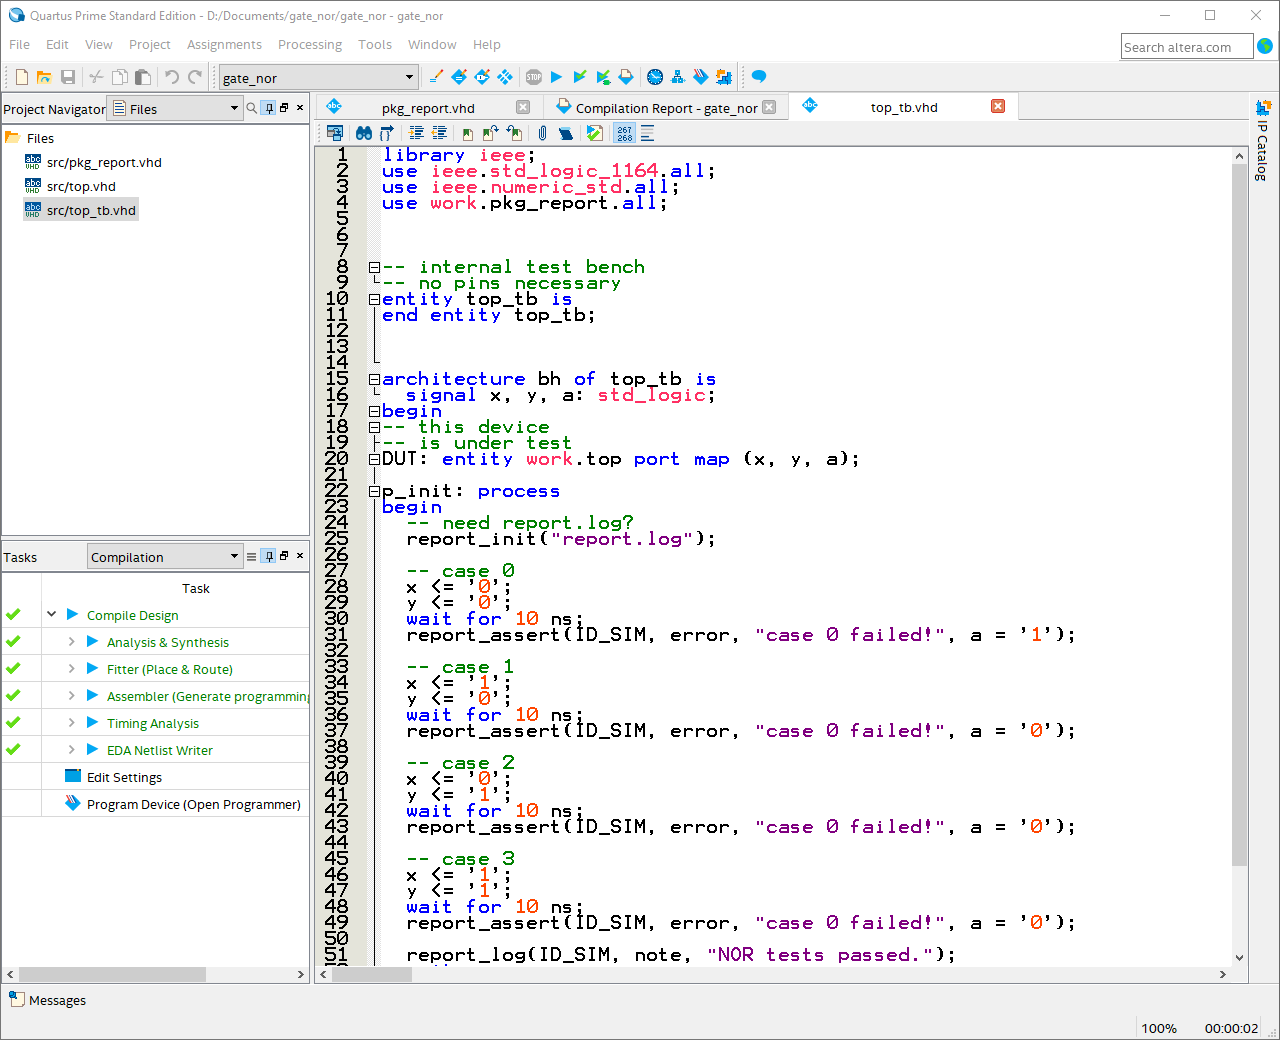 Quartus Prime Standard Edition - D:/Documents/gate_nor/gate_nor - gate_nor
File Edit View Project Assignments Processing Tools Window Help
Search altera.com
gate_nor
STOP
Project Navigator Files
Files
src/pkg_report.vhd
src/top.vhd
src/top_tb.vhd
Tasks Compilation
Task
Compile Design
Analysis & Synthesis
Fitter (Place & Route)
Assembler (Generate programming
Timing Analysis
EDA Netlist Writer
Edit Settings
Program Device (Open Programmer)
pkg_report.vhd
Compilation Report - gate_nor
top_tb.vhd
267
268
1 library ieee;
2 use ieee.std_logic_1164.all;
3 use ieee.numeric_std.all;
4 use work.pkg_report.all;
5
6
7
8 -- internal test bench
9 -- no pins necessary
10 entity top_tb is
11 end entity top_tb;
12
13
14
15 architecture bh of top_tb is
16 signal x, y, a: std_logic;
17 begin
18 -- this device
19 -- is under test
20 DUT: entity work.top port map (x, y, a);
21
22 p_init: process
23 begin
24 -- need report.log?
25 report_init("report.log");
26
27 -- case 0
28 x <= '0';
29 y <= '0';
30 wait for 10 ns;
31 report_assert(ID_SIM, error, "case 0 failed!", a = '1');
32
33 -- case 1
34 x <= '1';
35 y <= '0';
36 wait for 10 ns;
37 report_assert(ID_SIM, error, "case 0 failed!", a = '0');
38
39 -- case 2
40 x <= '0';
41 y <= '1';
42 wait for 10 ns;
43 report_assert(ID_SIM, error, "case 0 failed!", a = '0');
44
45 -- case 3
46 x <= '1';
47 y <= '1';
48 wait for 10 ns;
49 report_assert(ID_SIM, error, "case 0 failed!", a = '0');
50
51 report_log(ID_SIM, note, "NOR tests passed.");
IP Catalog
Messages
100% 00:00:02